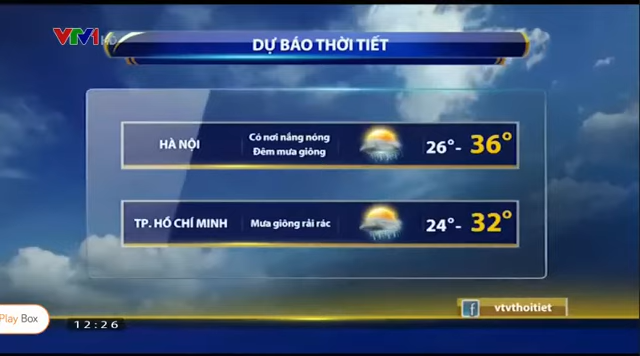 VTV1 HD
DỰ BÁO THỜI TIẾT
HÀ NỘI
Có nơi nắng nóng
Đêm mưa giông
26°- 36°
TP. HỒ CHÍ MINH
Mưa giông rải rác
24°- 32°
f vtvthoitiet
Play Box
12:26